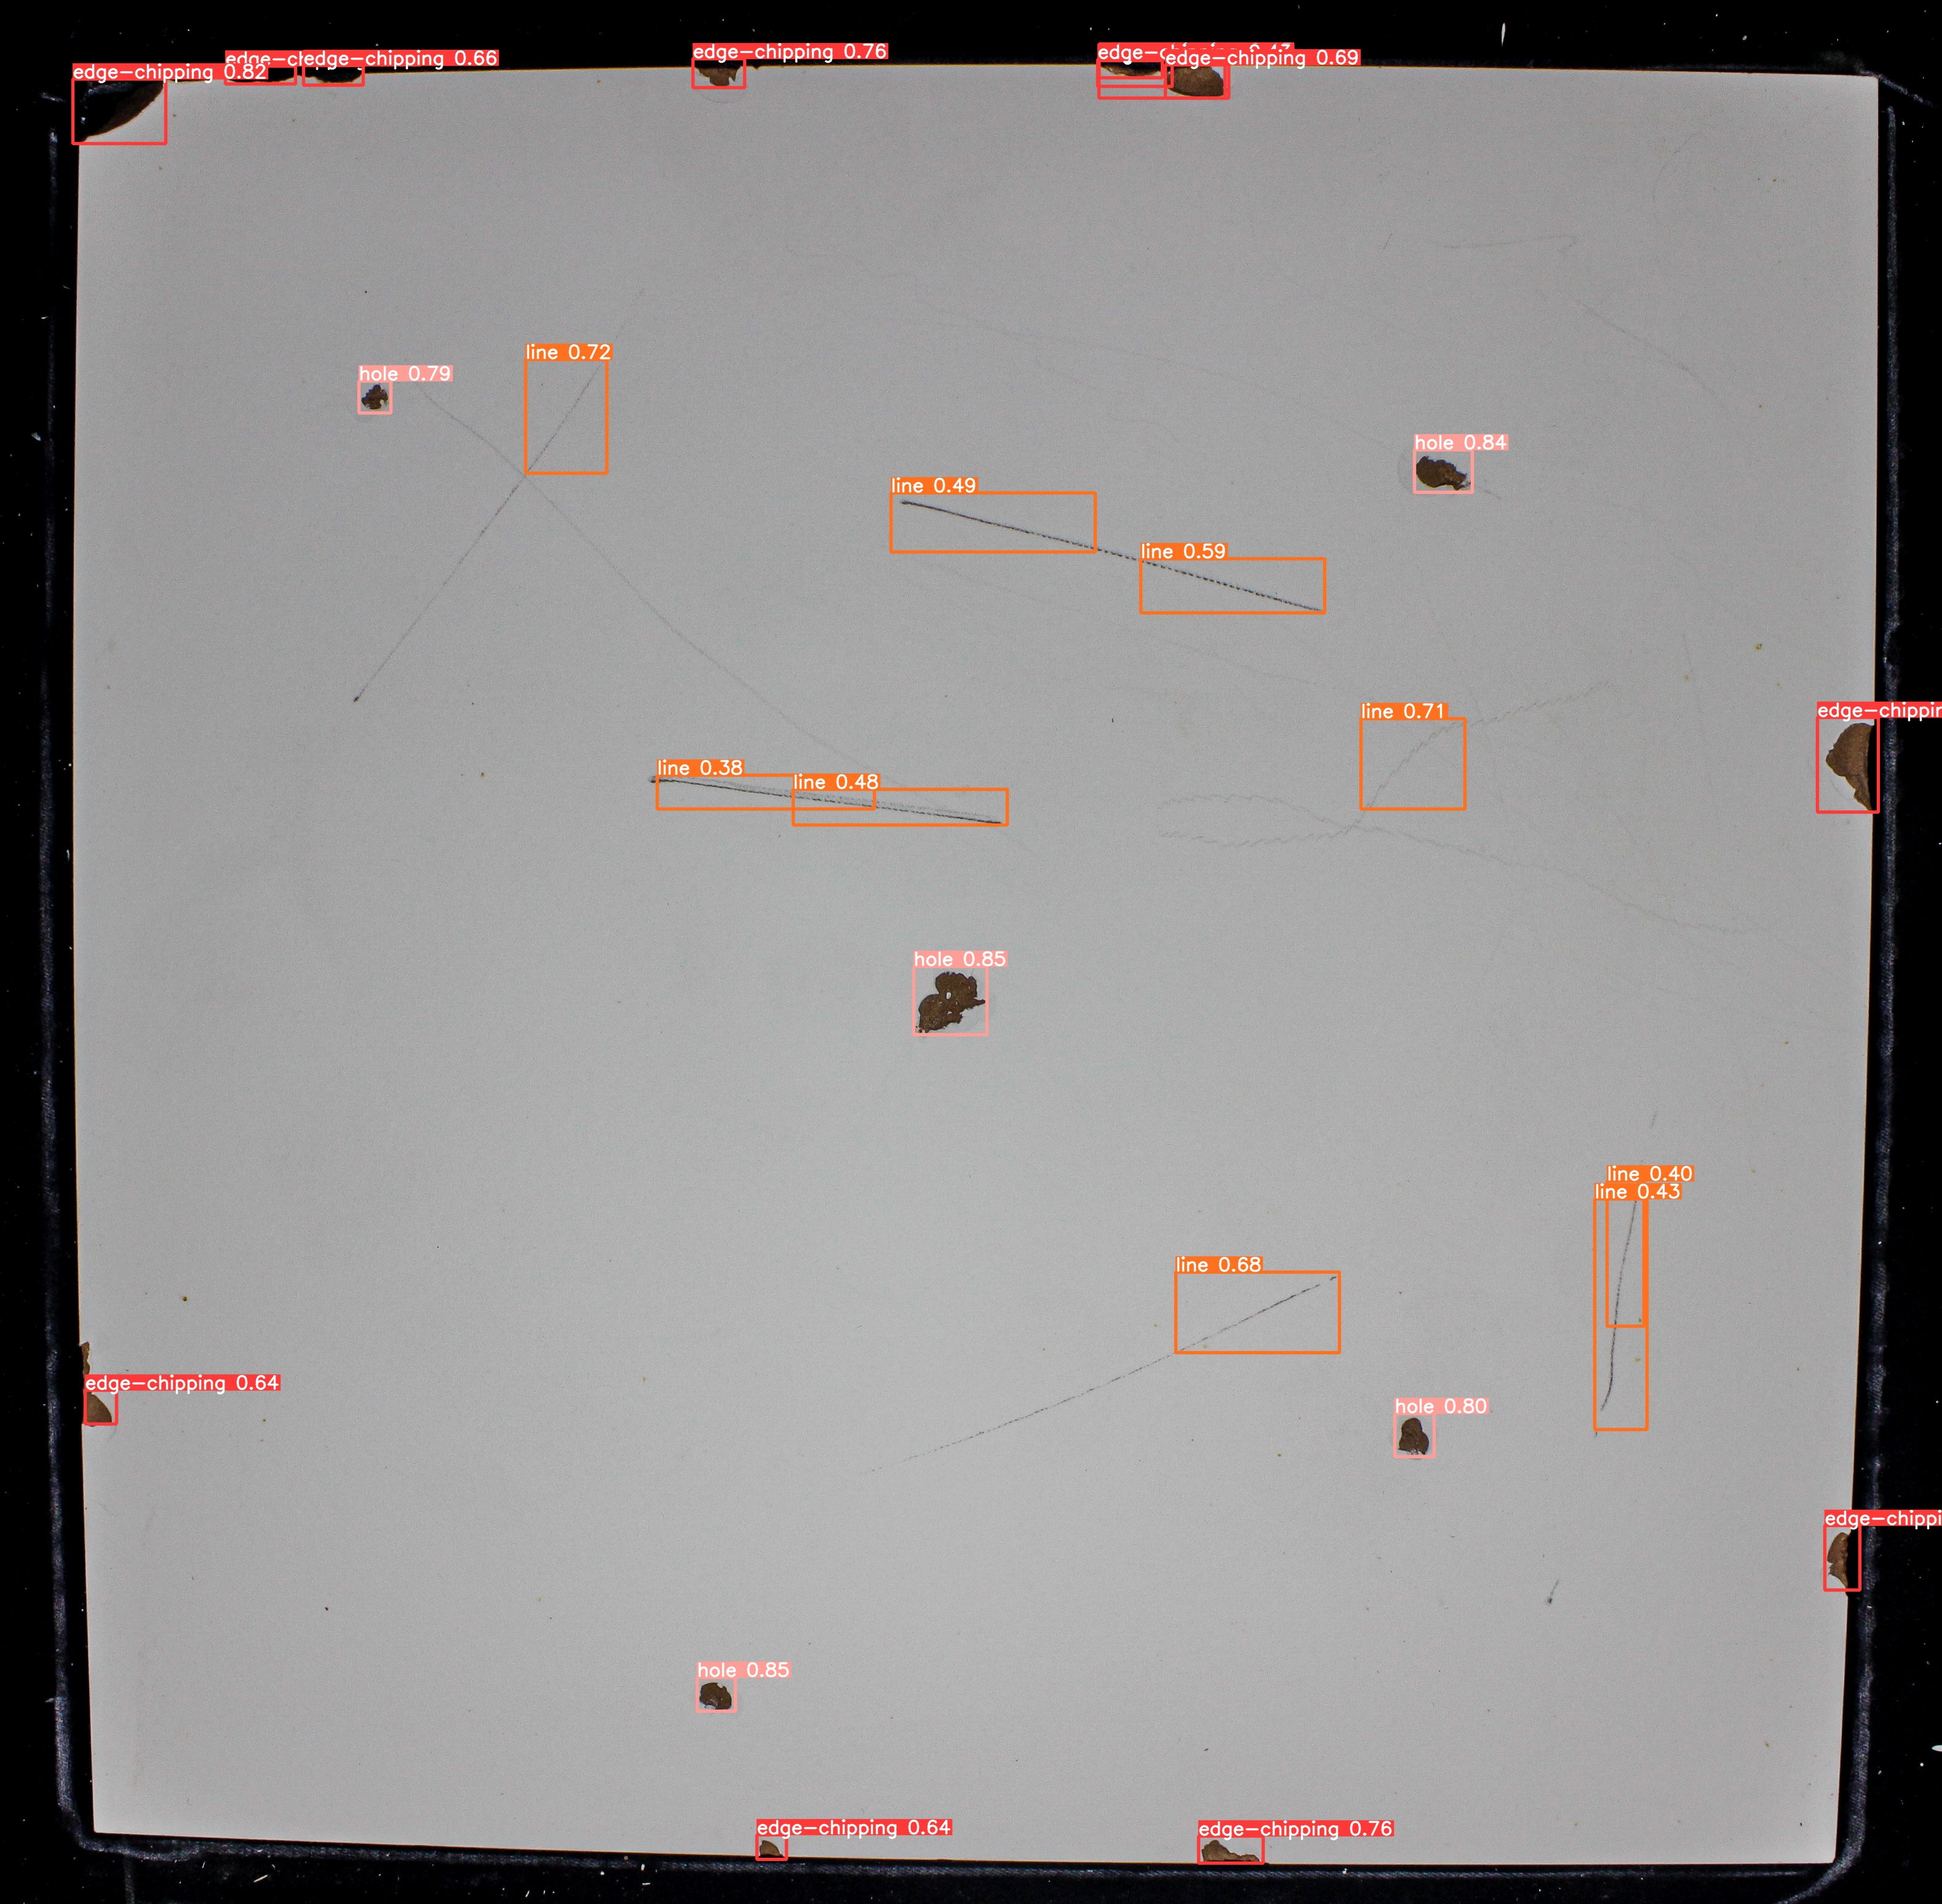 edge-chipping 0.76
edge-chipping 0.66
edge-chipping 0.69
edge-chipping 0.82
line 0.72
hole 0.79
hole 0.84
line 0.49
line 0.59
edge-chippin
line 0.71
line 0.38
line 0.48
hole 0.85
line 0.40
line 0.43
line 0.68
edge-chipping 0.64
hole 0.80
edge-chippi
hole 0.85
edge-chipping 0.64
edge-chipping 0.76